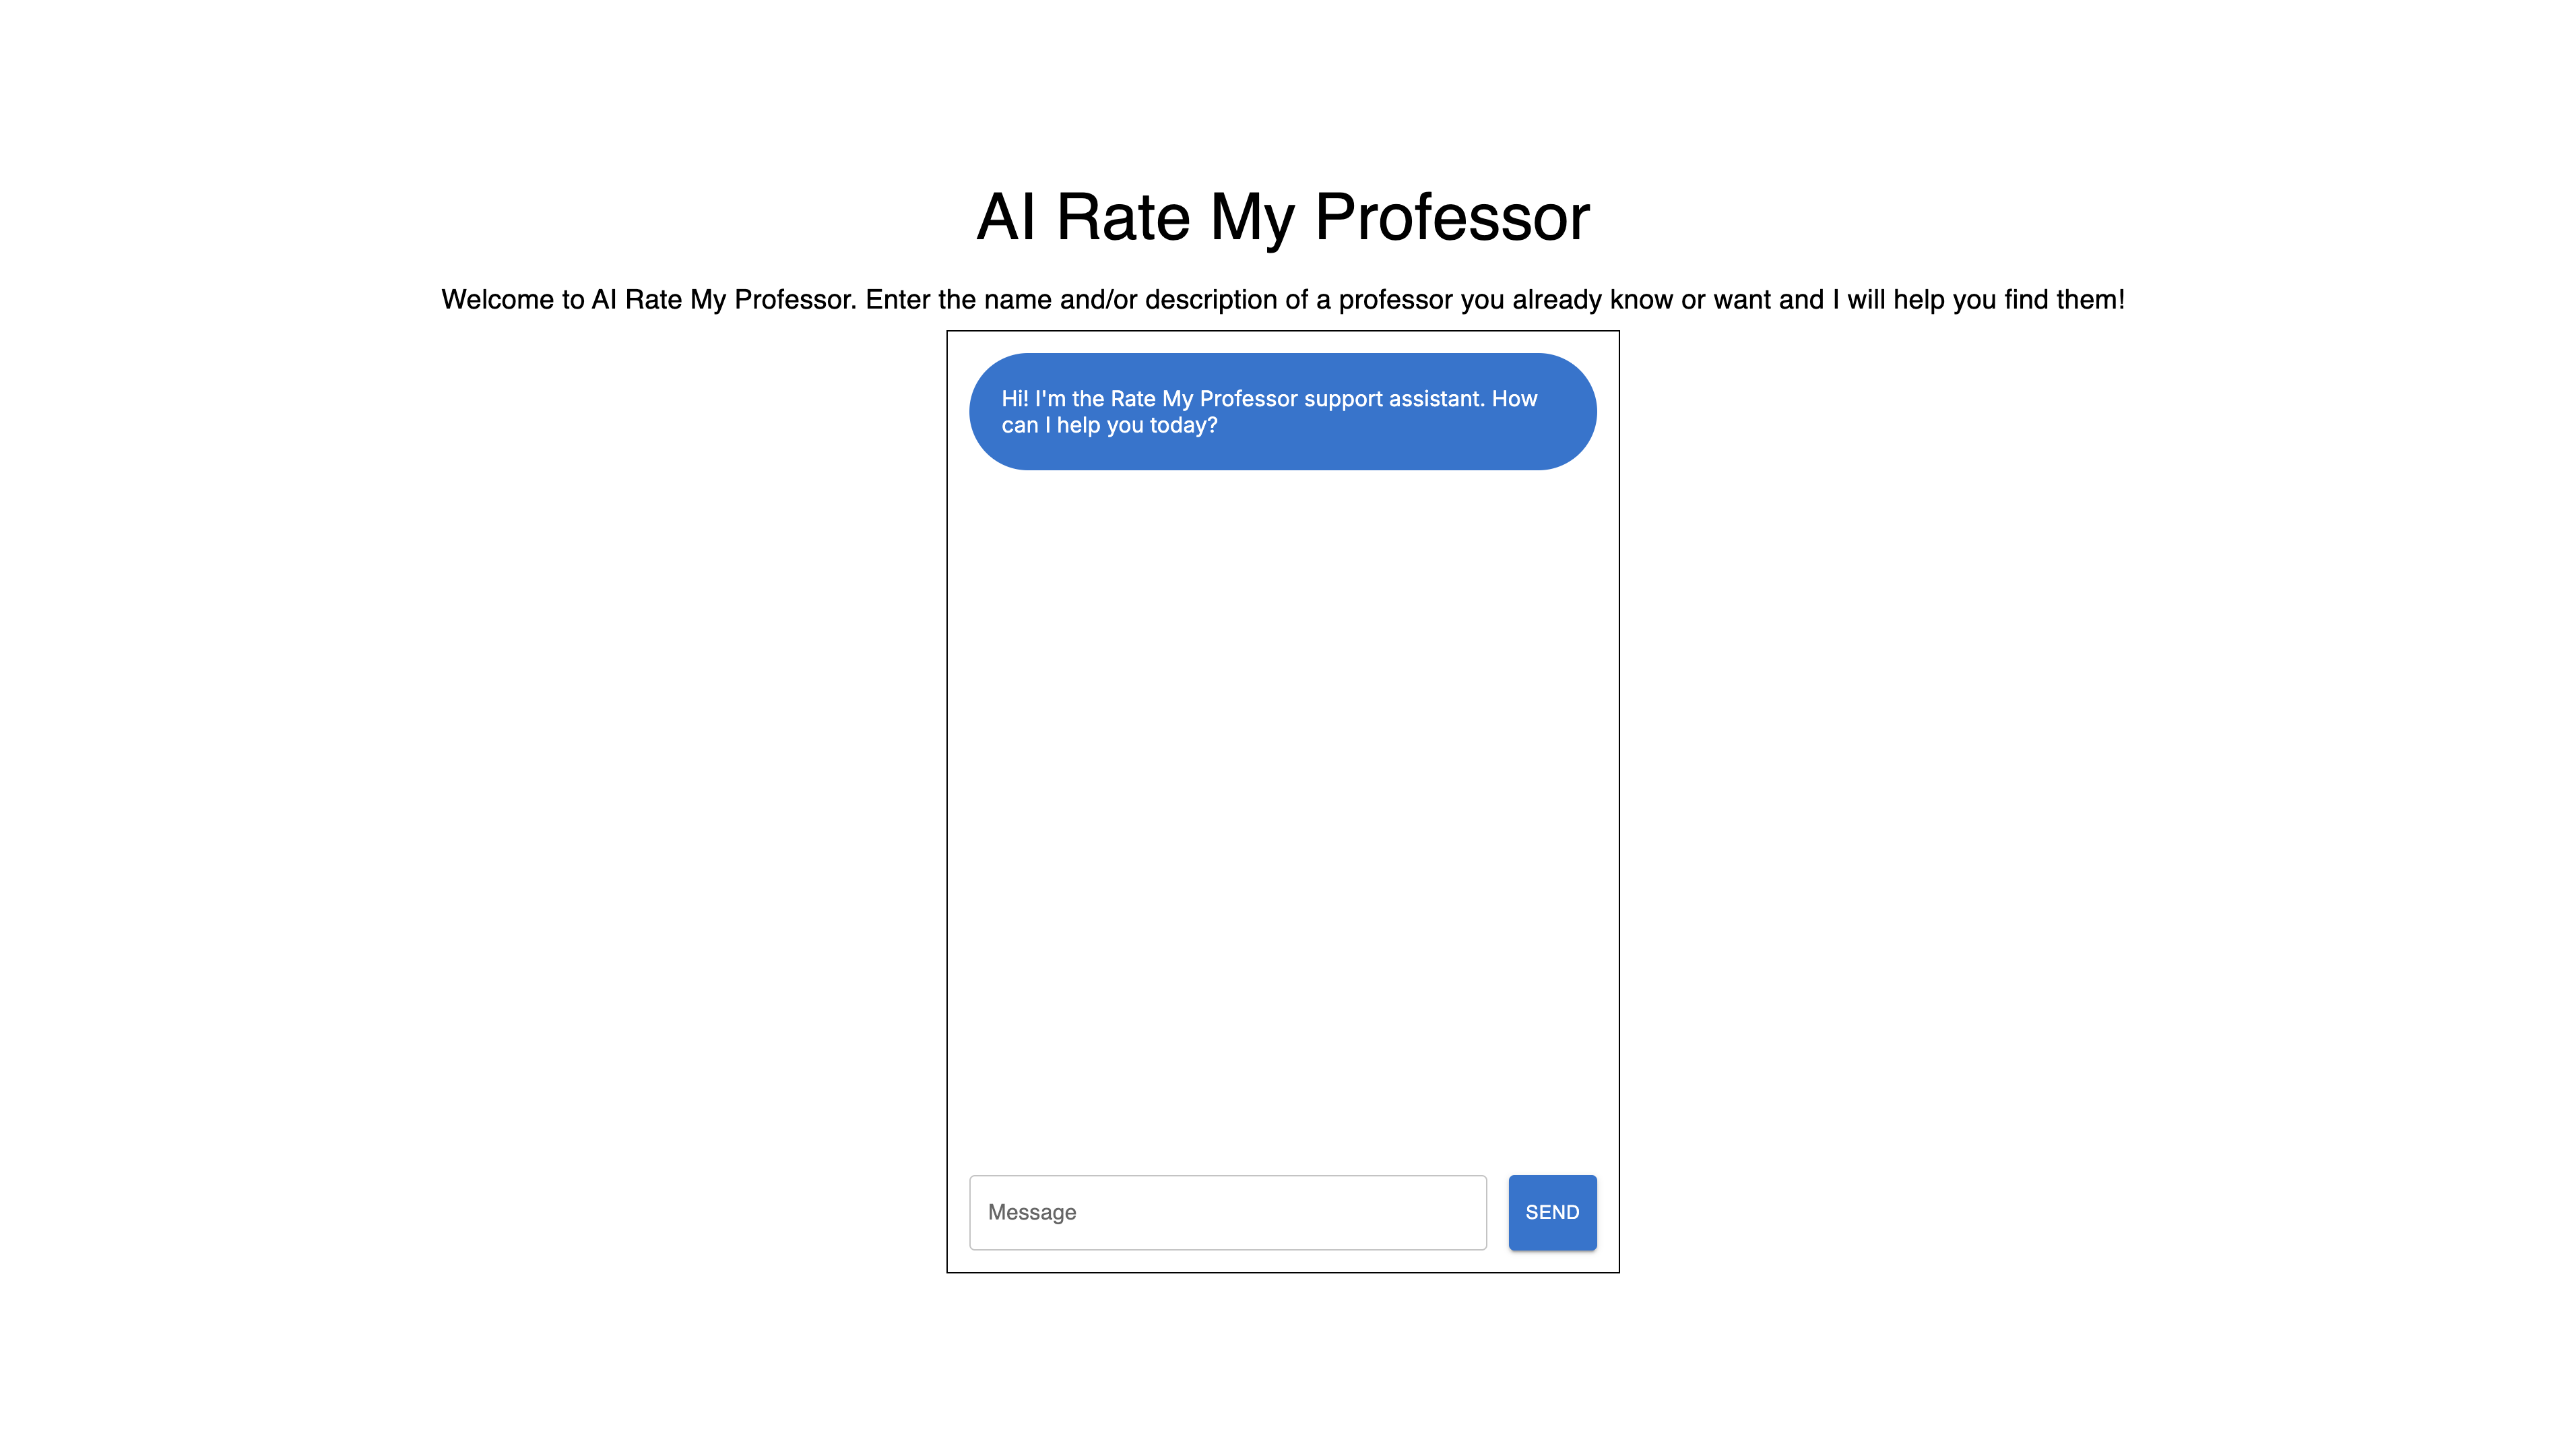 AI Rate My Professor
Welcome to AI Rate My Professor. Enter the name and/or description of a professor you already know or want and I will help you find them!
Hi! I'm the Rate My Professor support assistant. How
can I help you today?
Message
SEND